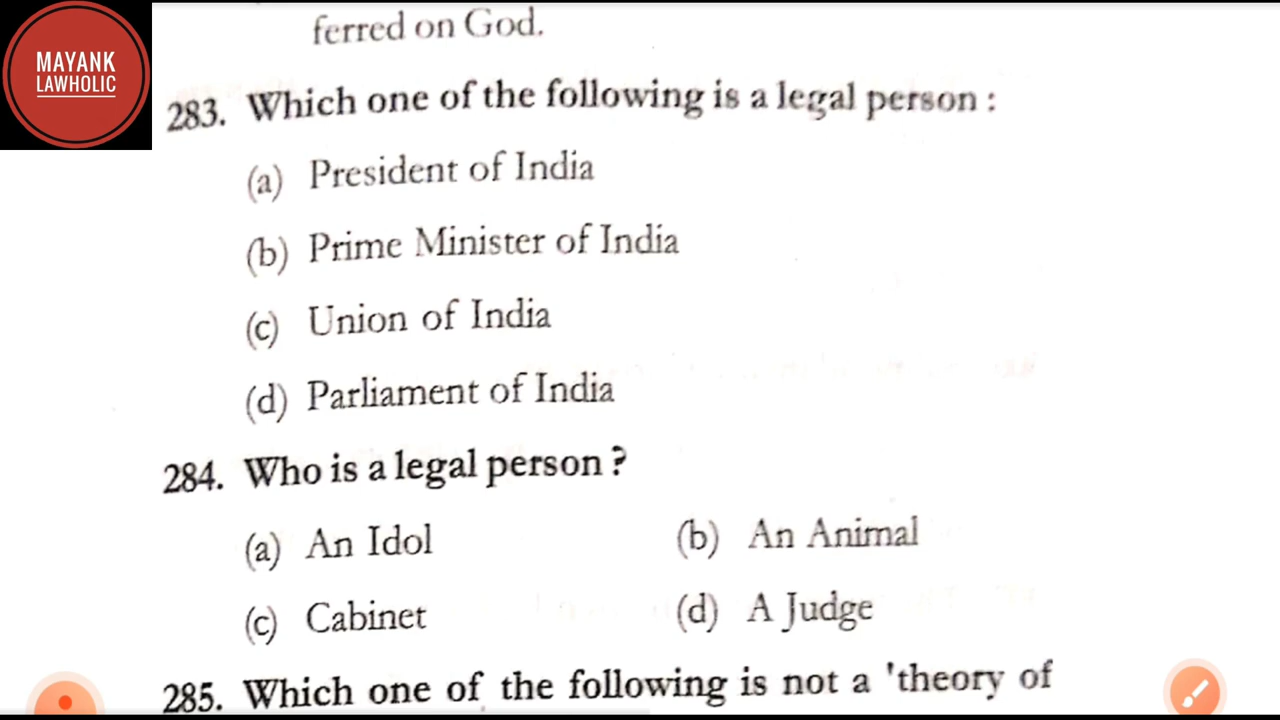 MAYANK
LAWHOLIC
ferred on God.
283. Which one of the following is a legal person :
(a) President of India
(b) Prime Minister of India
(c) Union of India
(d) Parliament of India
284. Who is a legal person ?
(a) An Idol (b) An Animal
(c) Cabinet (d) A Judge
285. Which one of the following is not a 'theory of